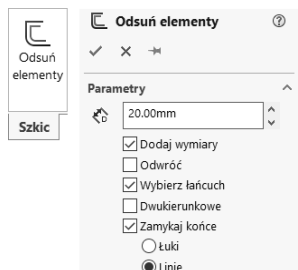 Odsuń
elementy
Szkic
Odsuń elementy
Parametry
20.00mm
Dodaj wymiary
Odwróć
Wybierz łańcuch
Dwukierunkowe
Zamykaj końce
Łuki
Linie